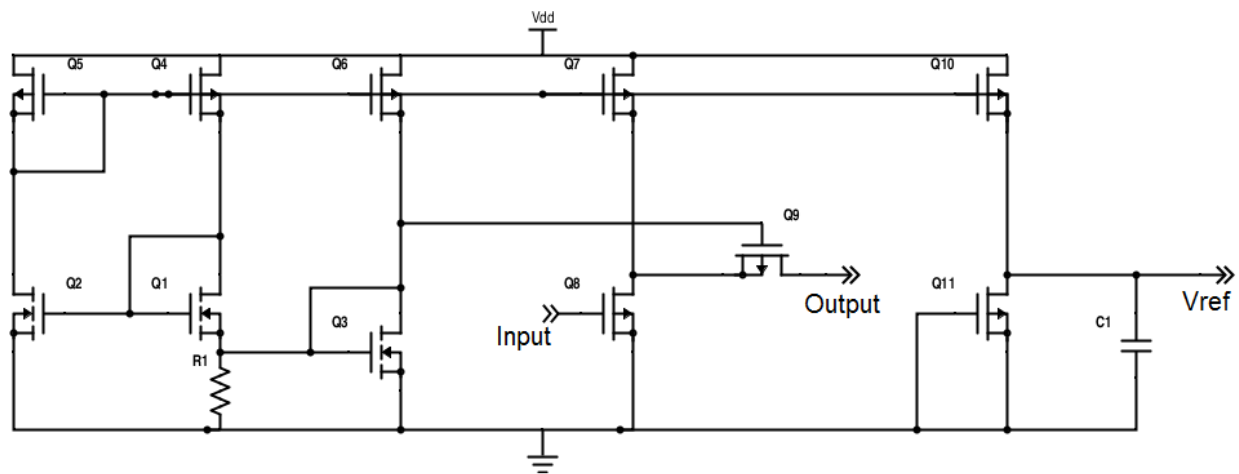 Vdd
Q5 Q4 Q6 Q7 Q10
Q9
Q2 Q1 Q8 Q11
Output
Vref
Q3
C1
Input
R1